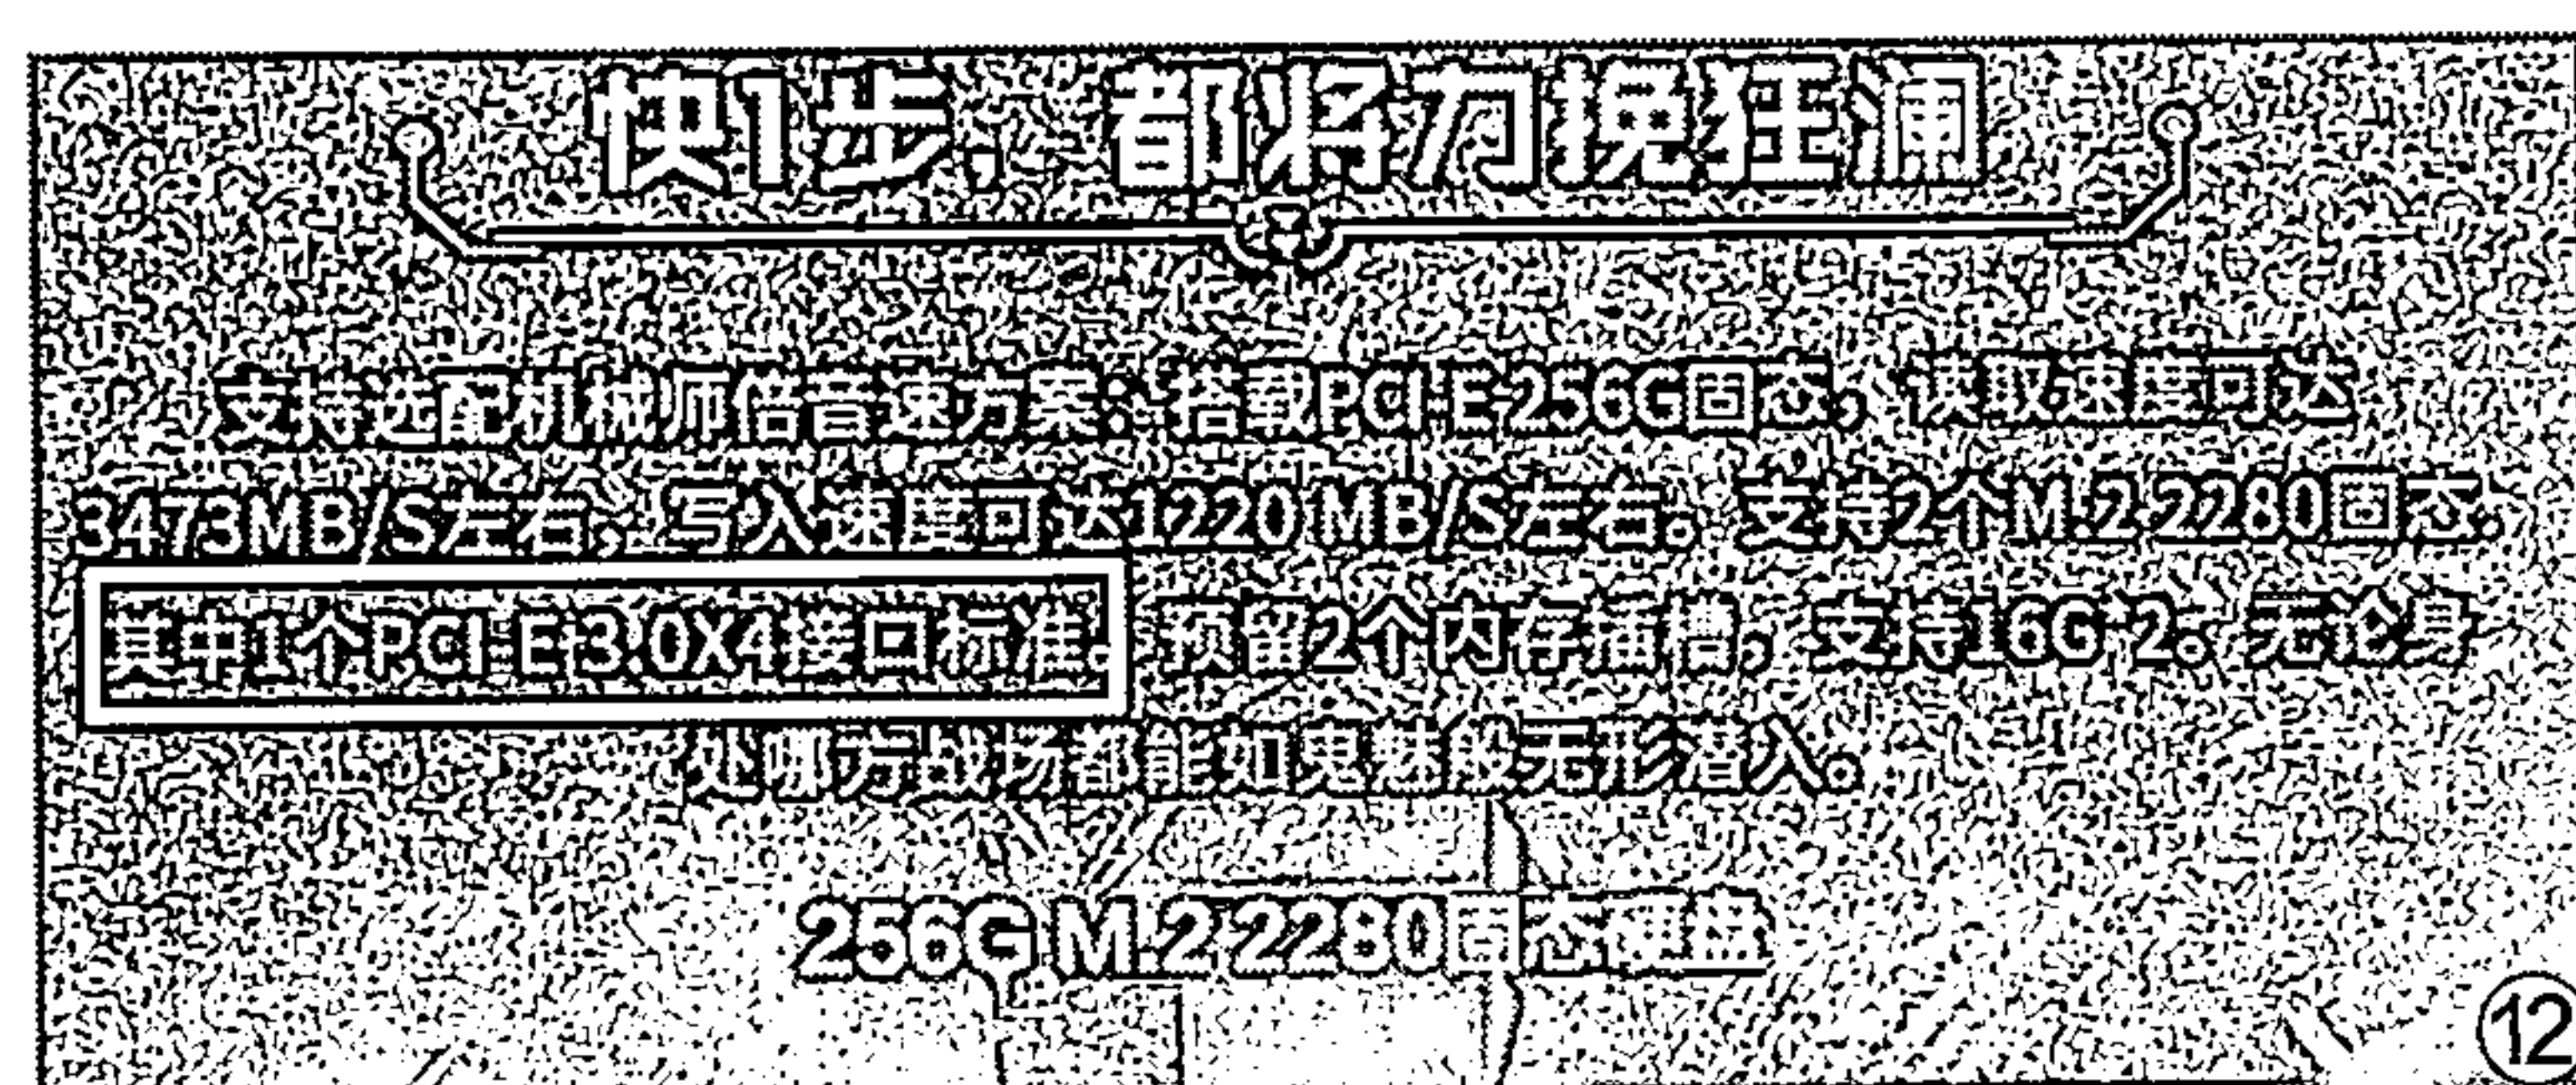 快1步，都将力挽狂澜
支持选配机械师倍音速方案：搭载PCI-E 256G固态，读取速度可达
3473MB/S左右，写入速度可达1220MB/S左右。支持2个M.2 2280固态.
其中1个PCI-E 3.0X4接口标准. 预留2个内存插槽，支持16G*2。无论身
处哪方战场都能如鬼魅般无形潜入。
256G M.2 2280固态硬盘
⑫